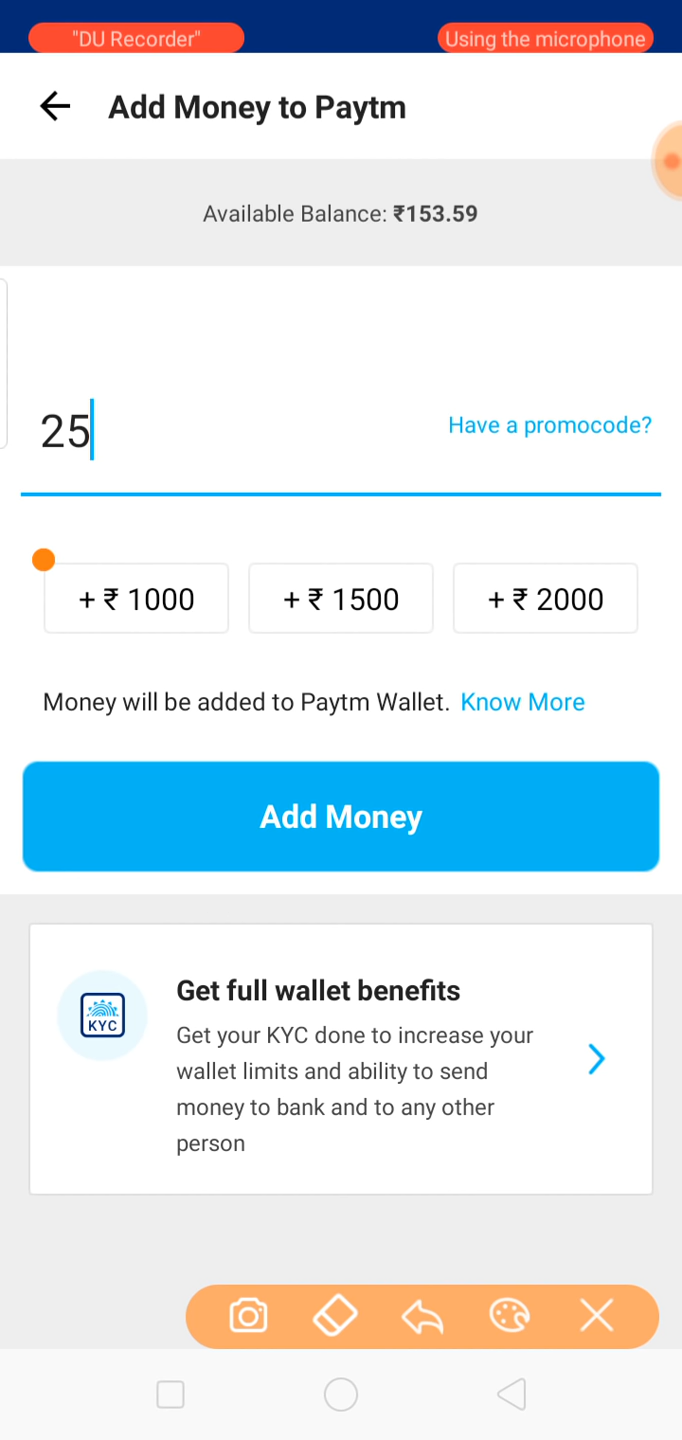 "DU Recorder"
Using the microphone
Add Money to Paytm
Available Balance: ₹153.59
25
Have a promocode?
+ ₹ 1000
+ ₹ 1500
+ ₹ 2000
Money will be added to Paytm Wallet. Know More
Add Money
KYC
Get full wallet benefits
Get your KYC done to increase your
wallet limits and ability to send
money to bank and to any other
person